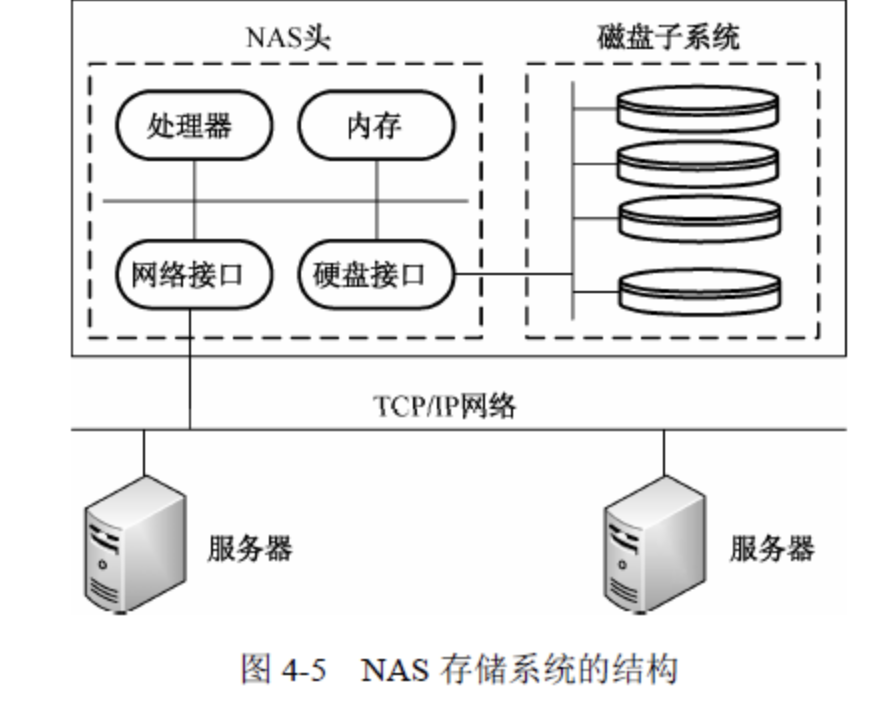 NAS头
磁盘子系统
处理器
内存
网络接口
硬盘接口
TCP/IP网络
服务器
服务器
图 4-5 NAS 存储系统的结构